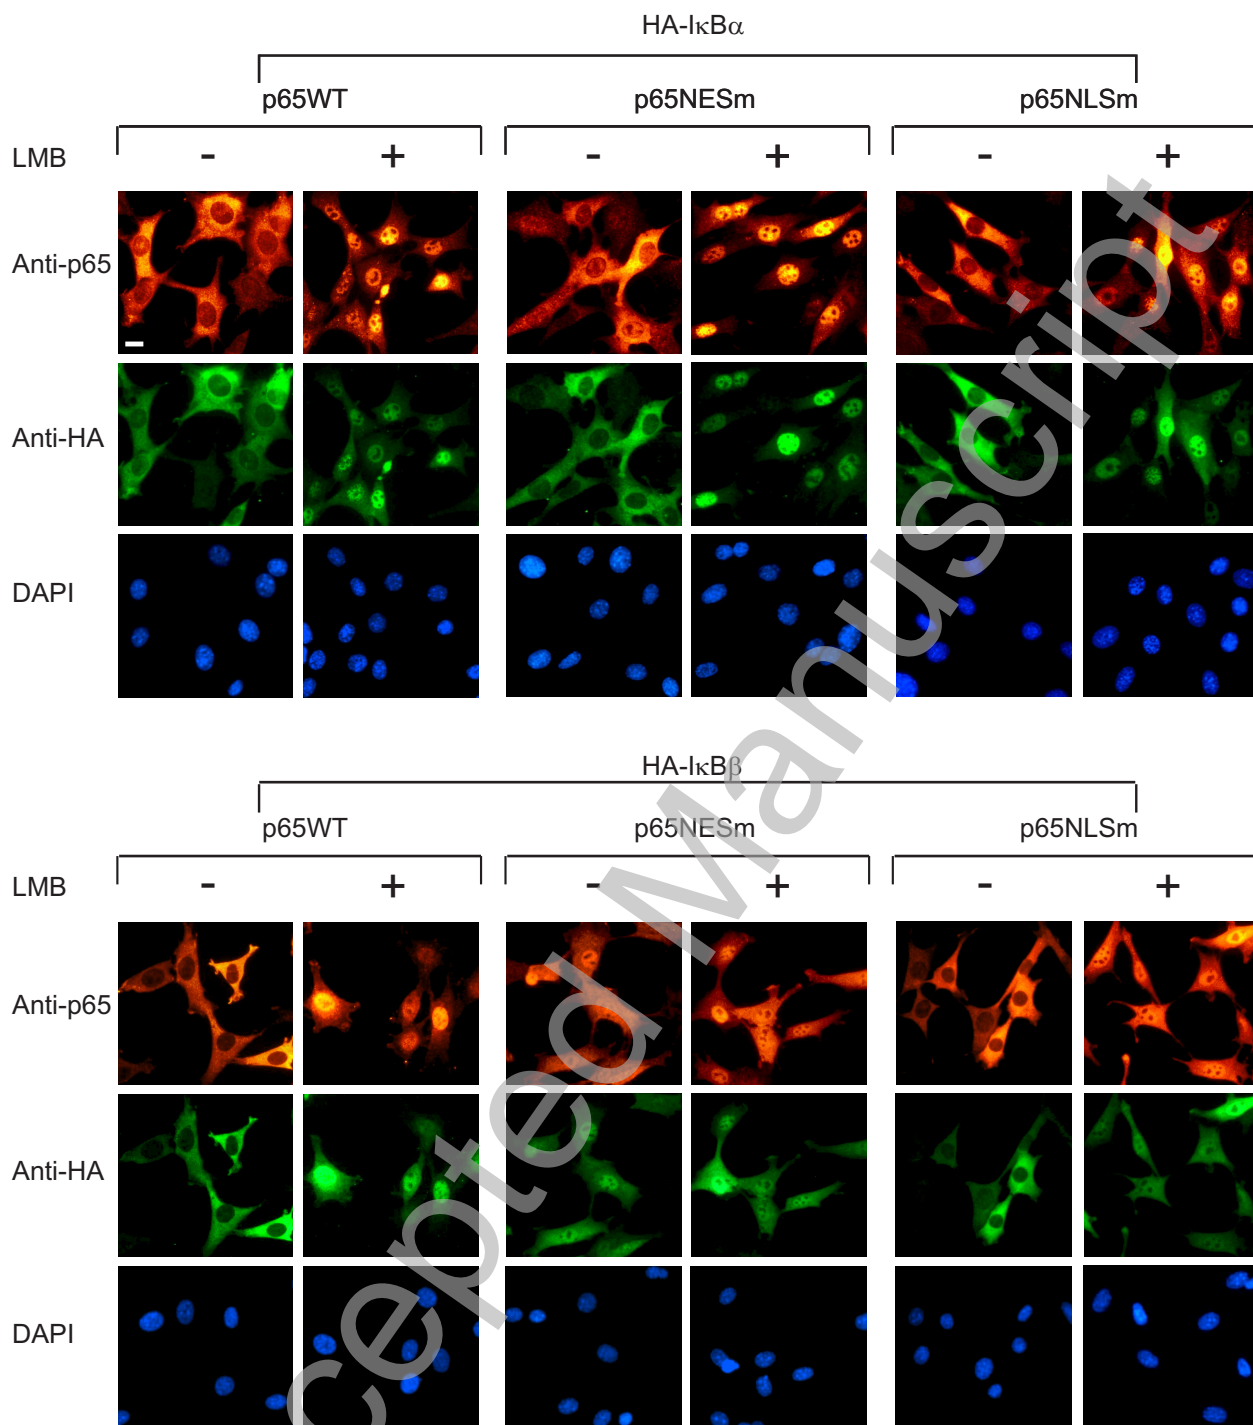 HA-IκBα
p65WT p65NESm p65NLSm
LMB - + - + - +
Anti-p65
Anti-HA
DAPI
HA-IκBβ
p65WT p65NESm p65NLSm
LMB - + - + - +
Anti-p65
Anti-HA
DAPI
cepted Manuscript